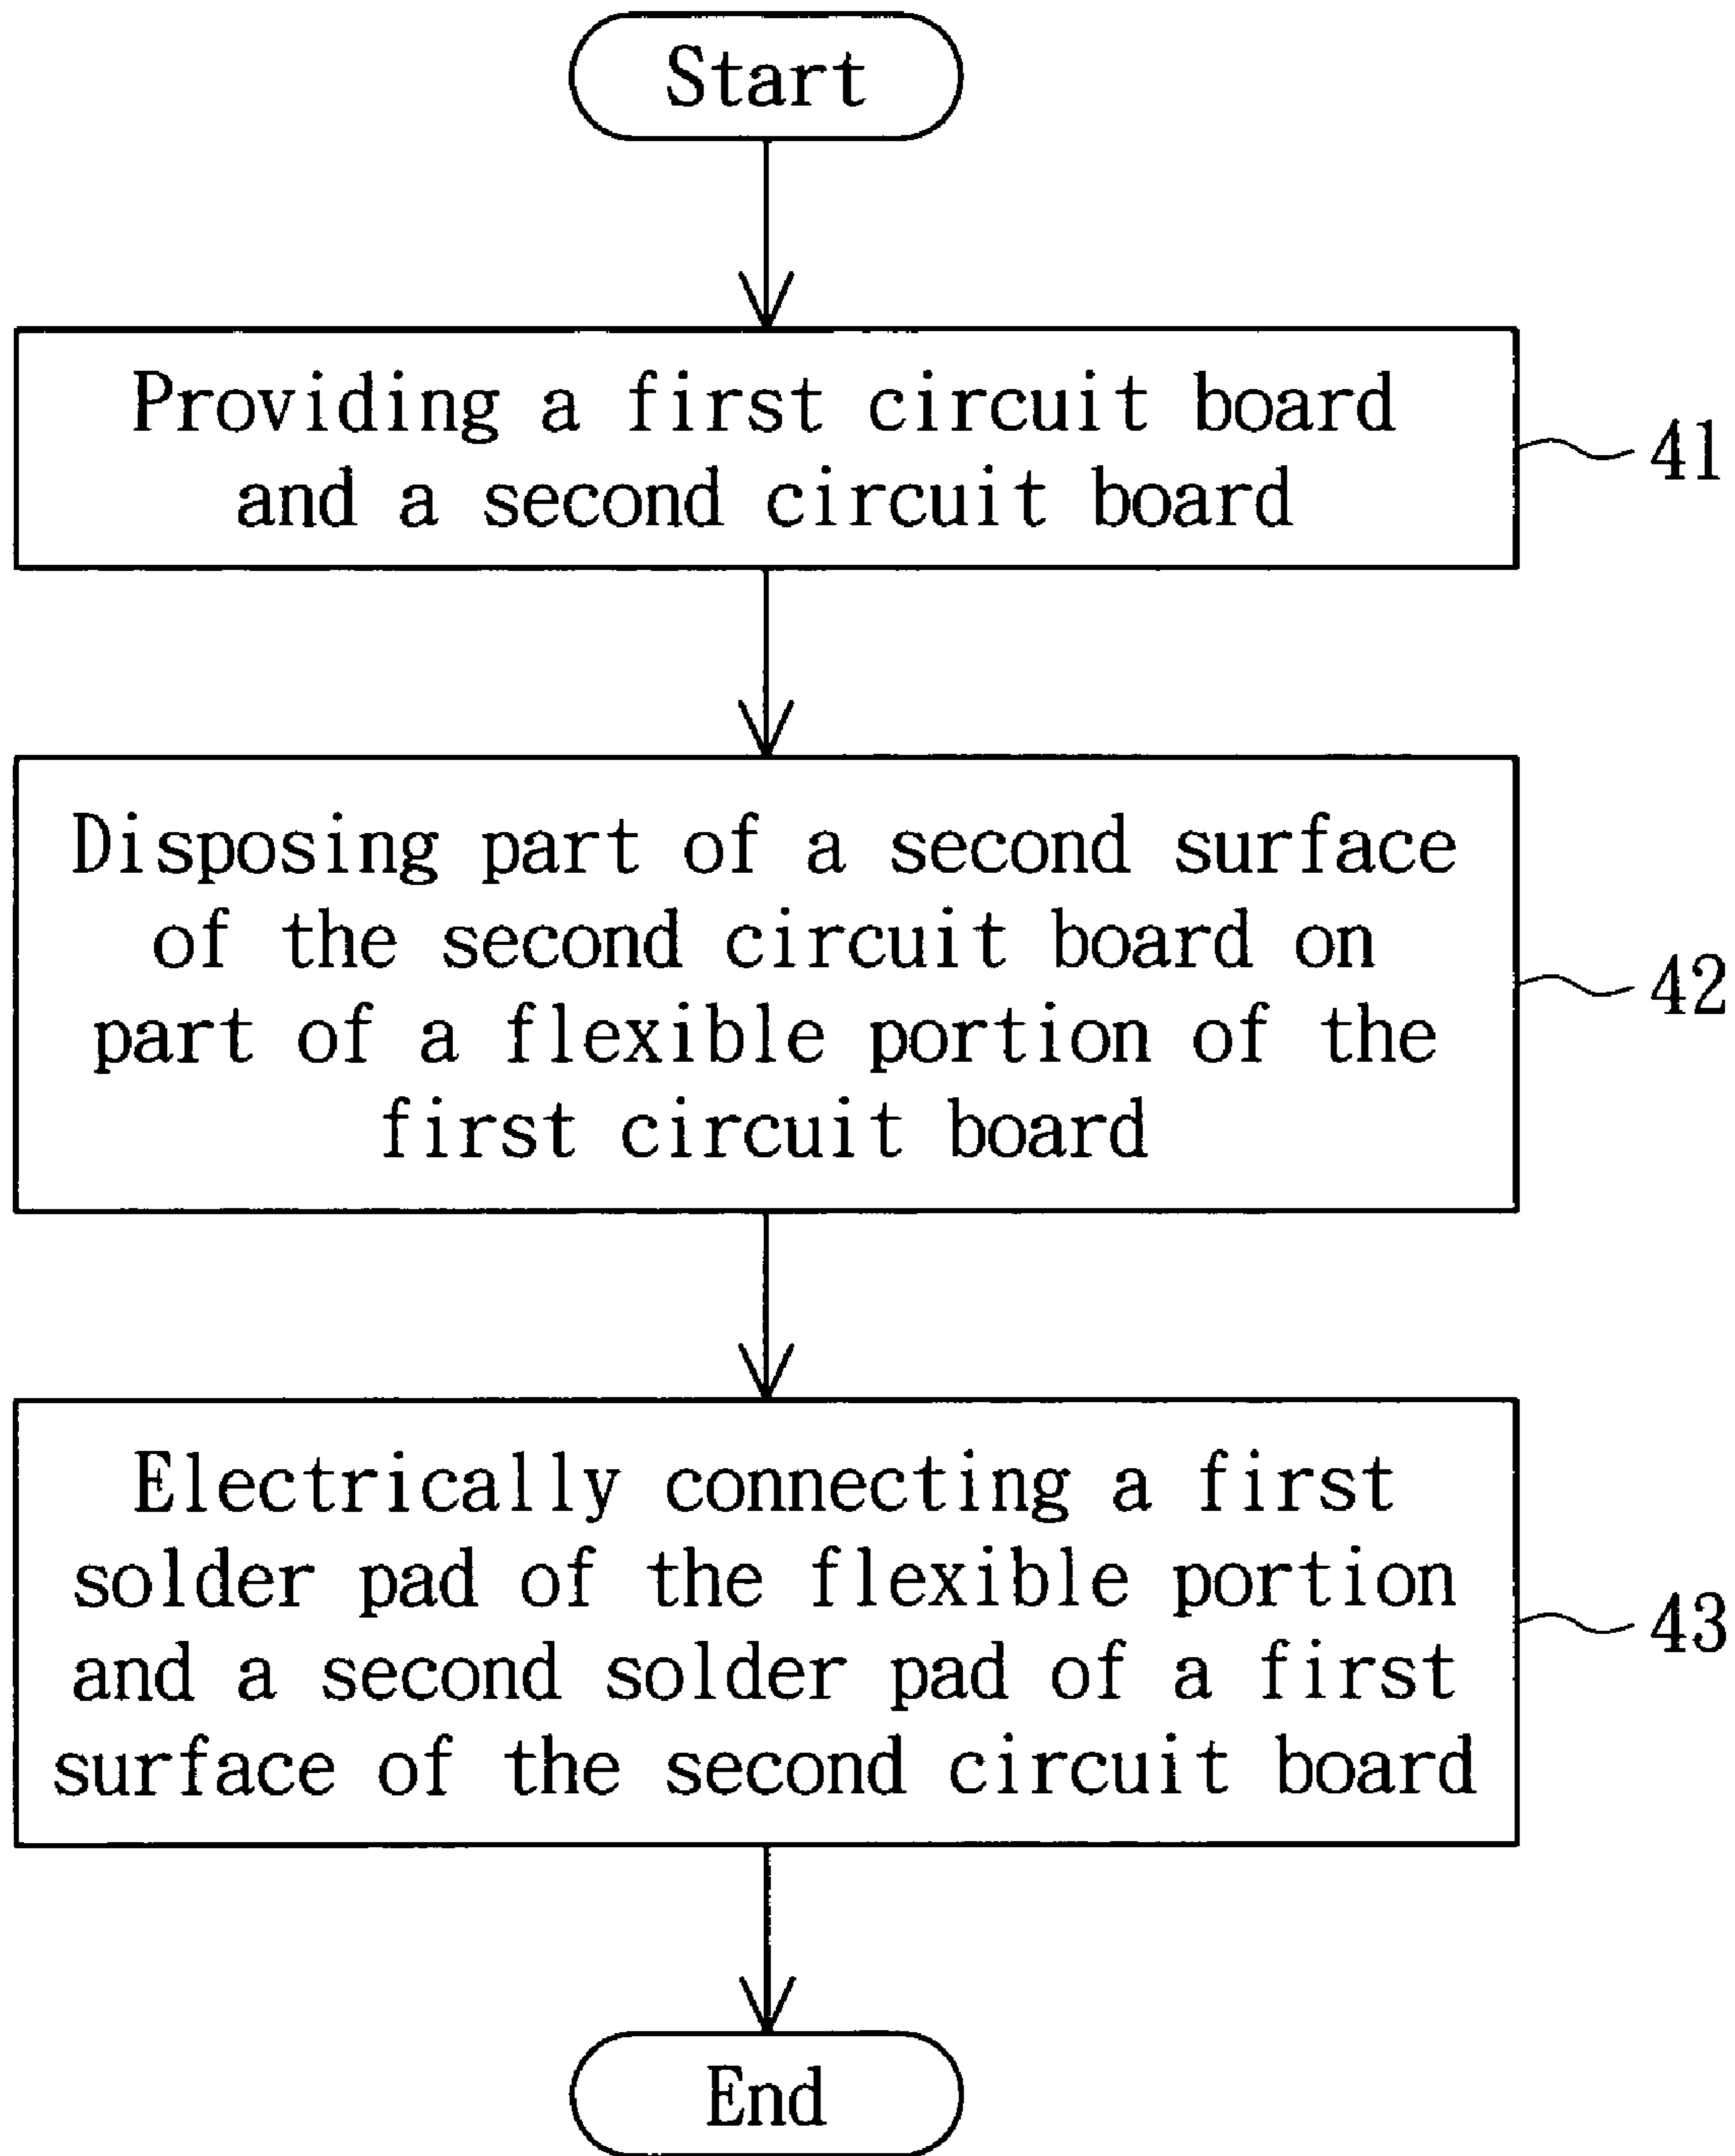 Start
Providing a first circuit board
and a second circuit board
41
Disposing part of a second surface
of the second circuit board on
part of a flexible portion of the
first circuit board
42
Electrically connecting a first
solder pad of the flexible portion
and a second solder pad of a first
surface of the second circuit board
43
End